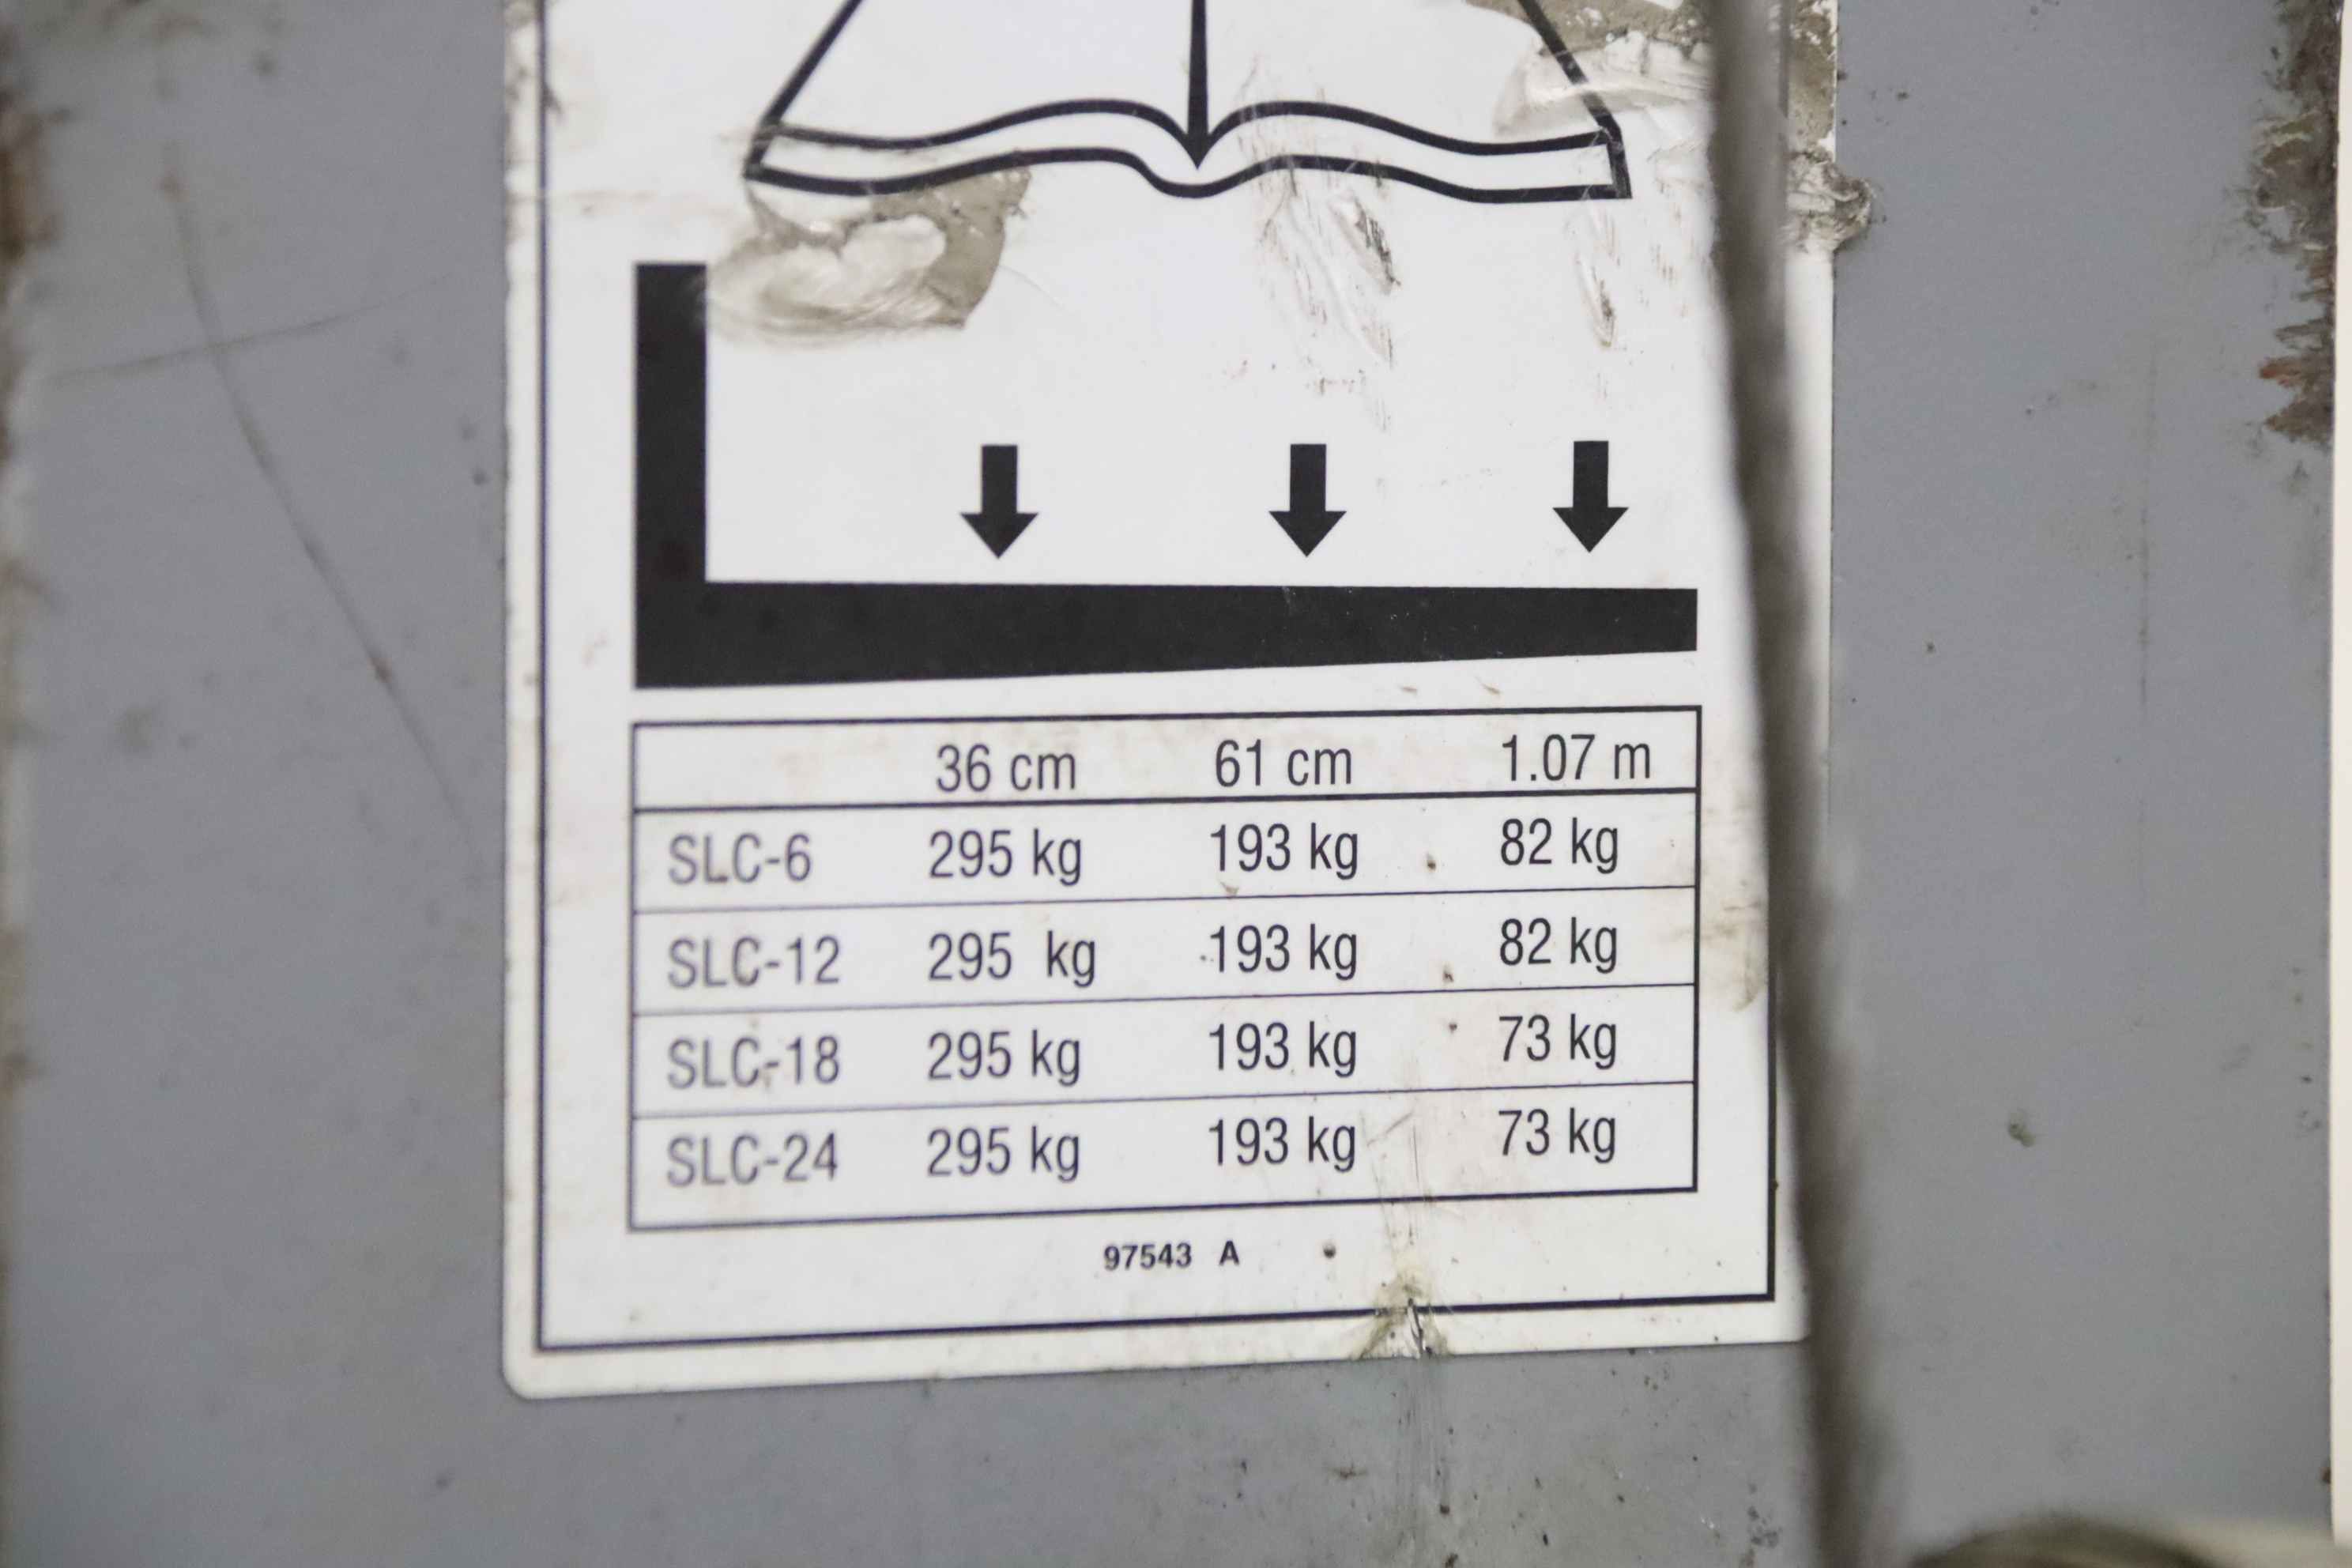 36 cm 61 cm 1.07 m
SLC-6 295 kg 193 kg 82 kg
SLC-12 295 kg 193 kg 82 kg
SLC-18 295 kg 193 kg 73 kg
SLC-24 295 kg 193 kg 73 kg
97543 A